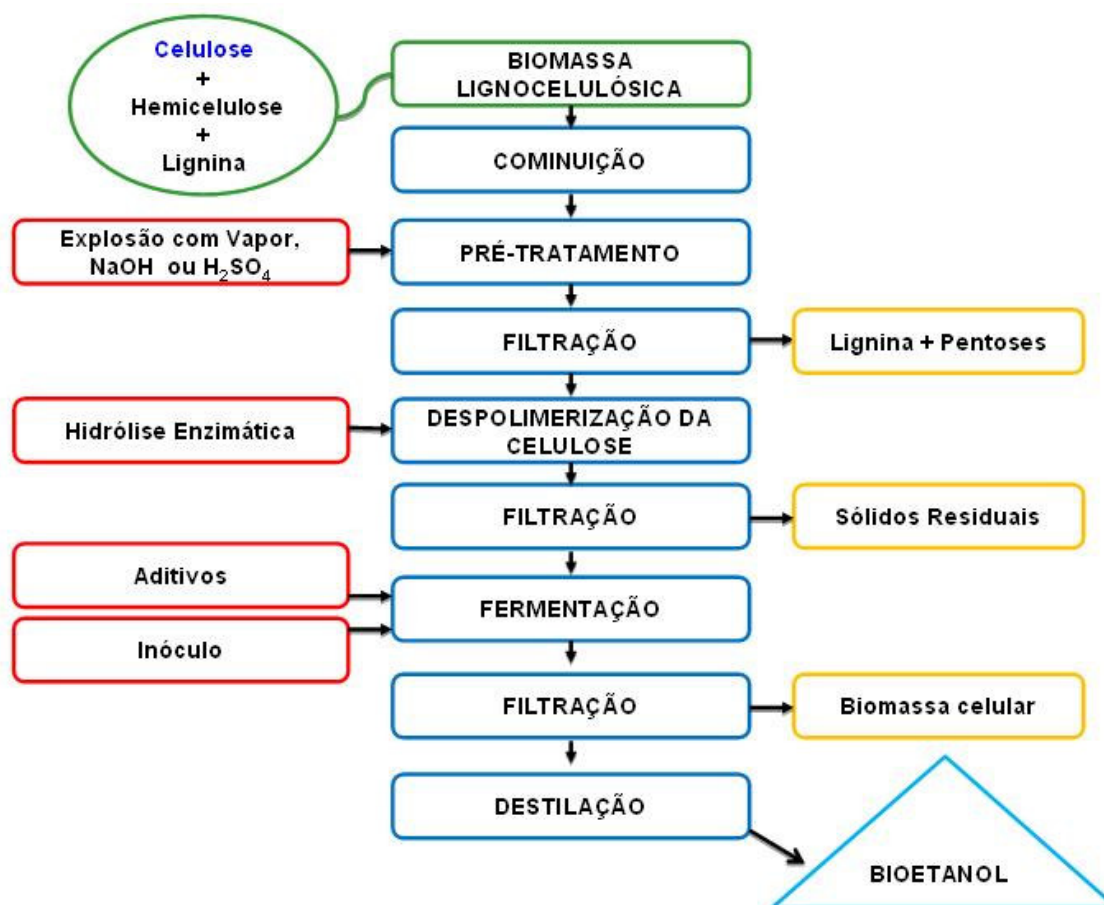 Celulose
+
Hemicelulose
+
Lignina
BIOMASSA
LIGNOCELULÓSICA
COMINUIÇÃO
Explosão com Vapor,
NaOH ou H₂SO₄
PRÉ-TRATAMENTO
FILTRAÇÃO
Lignina + Pentoses
Hidrólise Enzimática
DESPOLIMERIZAÇÃO DA
CELULOSE
FILTRAÇÃO
Sólidos Residuais
Aditivos
Inóculo
FERMENTAÇÃO
FILTRAÇÃO
Biomassa celular
DESTILAÇÃO
BIOETANOL